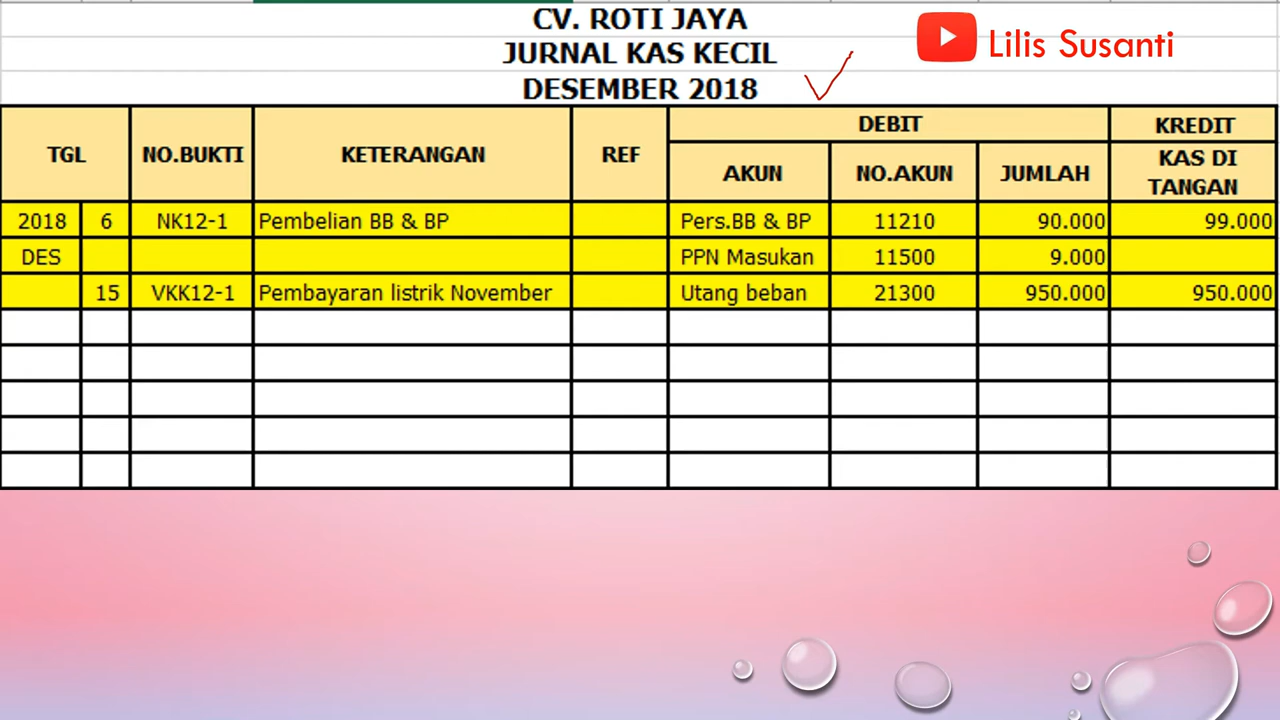 CV. ROTI JAYA
JURNAL KAS KECIL
DESEMBER 2018
Lilis Susanti
TGL NO.BUKTI KETERANGAN REF DEBIT KREDIT
AKUN NO.AKUN JUMLAH KAS DI TANGAN
2018 6 NK12-1 Pembelian BB & BP Pers.BB & BP 11210 90.000 99.000
DES PPN Masukan 11500 9.000
15 VKK12-1 Pembayaran listrik November Utang beban 21300 950.000 950.000